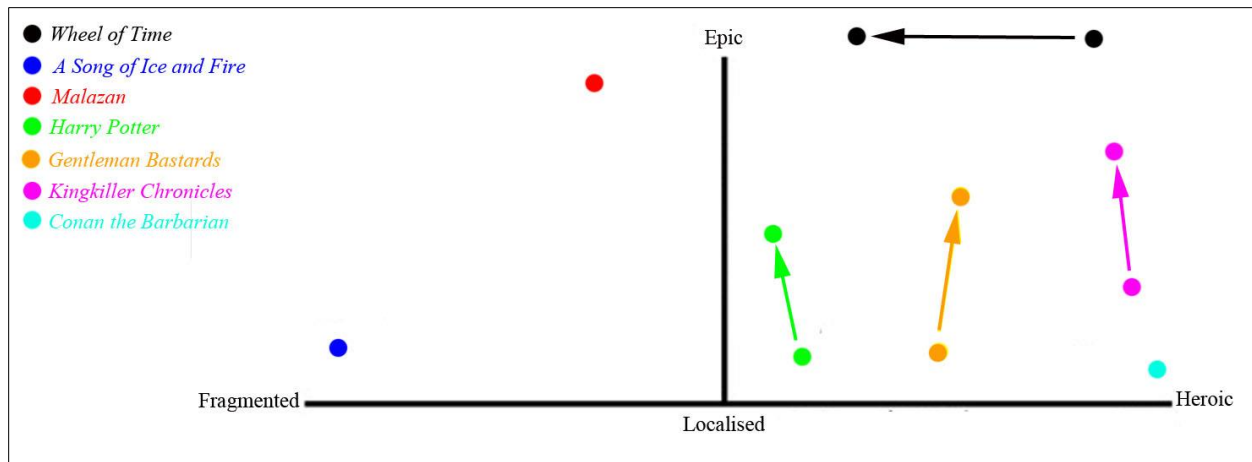 Wheel of Time
A Song of Ice and Fire
Malazan
Harry Potter
Gentleman Bastards
Kingkiller Chronicles
Conan the Barbarian
Epic
Fragmented
Heroic
Localised